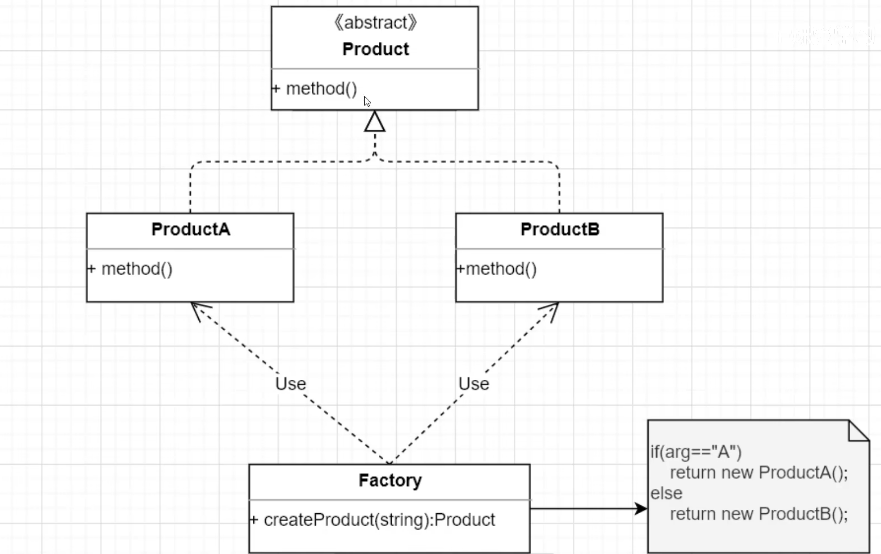 《abstract》
Product
+ method()
ProductA
+ method()
ProductB
+method()
Use
Use
Factory
+ createProduct(string):Product
if(arg=="A")
return new ProductA();
else
return new ProductB();